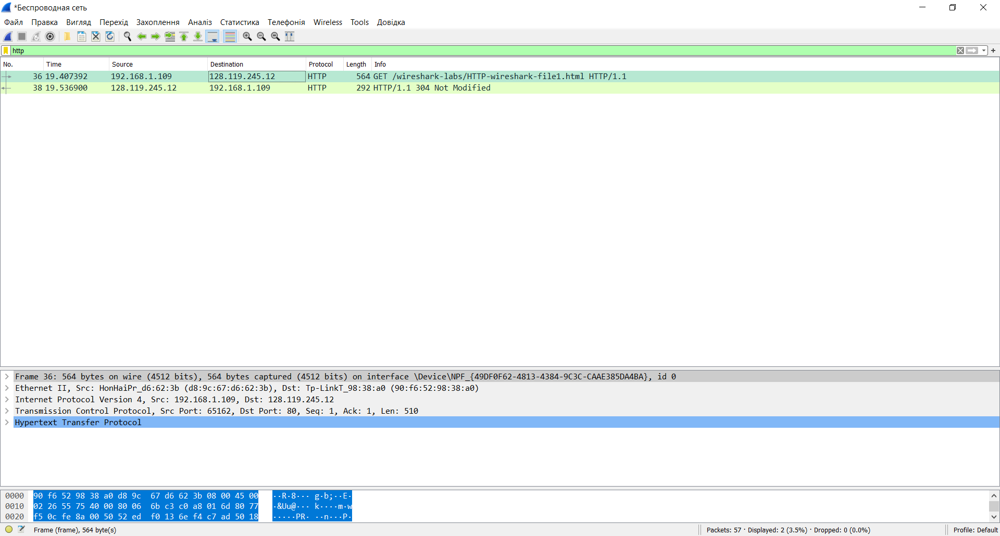 *Беспроводная сеть
Файл Правка Вигляд Перехід Захоплення Аналіз Статистика Телефонія Wireless Tools Довідка
http
No. Time Source Destination Protocol Length Info
36 19.407392 192.168.1.109 128.119.245.12 HTTP 564 GET /wireshark-labs/HTTP-wireshark-file1.html HTTP/1.1
38 19.536900 128.119.245.12 192.168.1.109 HTTP 292 HTTP/1.1 304 Not Modified
Frame 36: 564 bytes on wire (4512 bits), 564 bytes captured (4512 bits) on interface \Device\NPF_{49DF0F62-4813-4384-9C3C-CAAE385DA4BA}, id 0
Ethernet II, Src: HonHaiPr_d6:62:3b (d8:9c:67:d6:62:3b), Dst: Tp-LinkT_98:38:a0 (90:f6:52:98:38:a0)
Internet Protocol Version 4, Src: 192.168.1.109, Dst: 128.119.245.12
Transmission Control Protocol, Src Port: 65162, Dst Port: 80, Seq: 1, Ack: 1, Len: 510
Hypertext Transfer Protocol
0000 90 f6 52 98 38 a0 d8 9c 67 d6 62 3b 08 00 45 00 ··R·8··· g·b;··E·
0010 02 26 55 75 40 00 80 06 6b c3 c0 a8 01 6d 80 77 ·&Uu@··· k····m·w
0020 f5 0c fe 8a 00 50 52 ed f0 13 6e f4 c7 ad 50 18 ·····PR· ··n···P·
Frame (frame), 564 byte(s)
Packets: 57 · Displayed: 2 (3.5%) · Dropped: 0 (0.0%)
Profile: Default